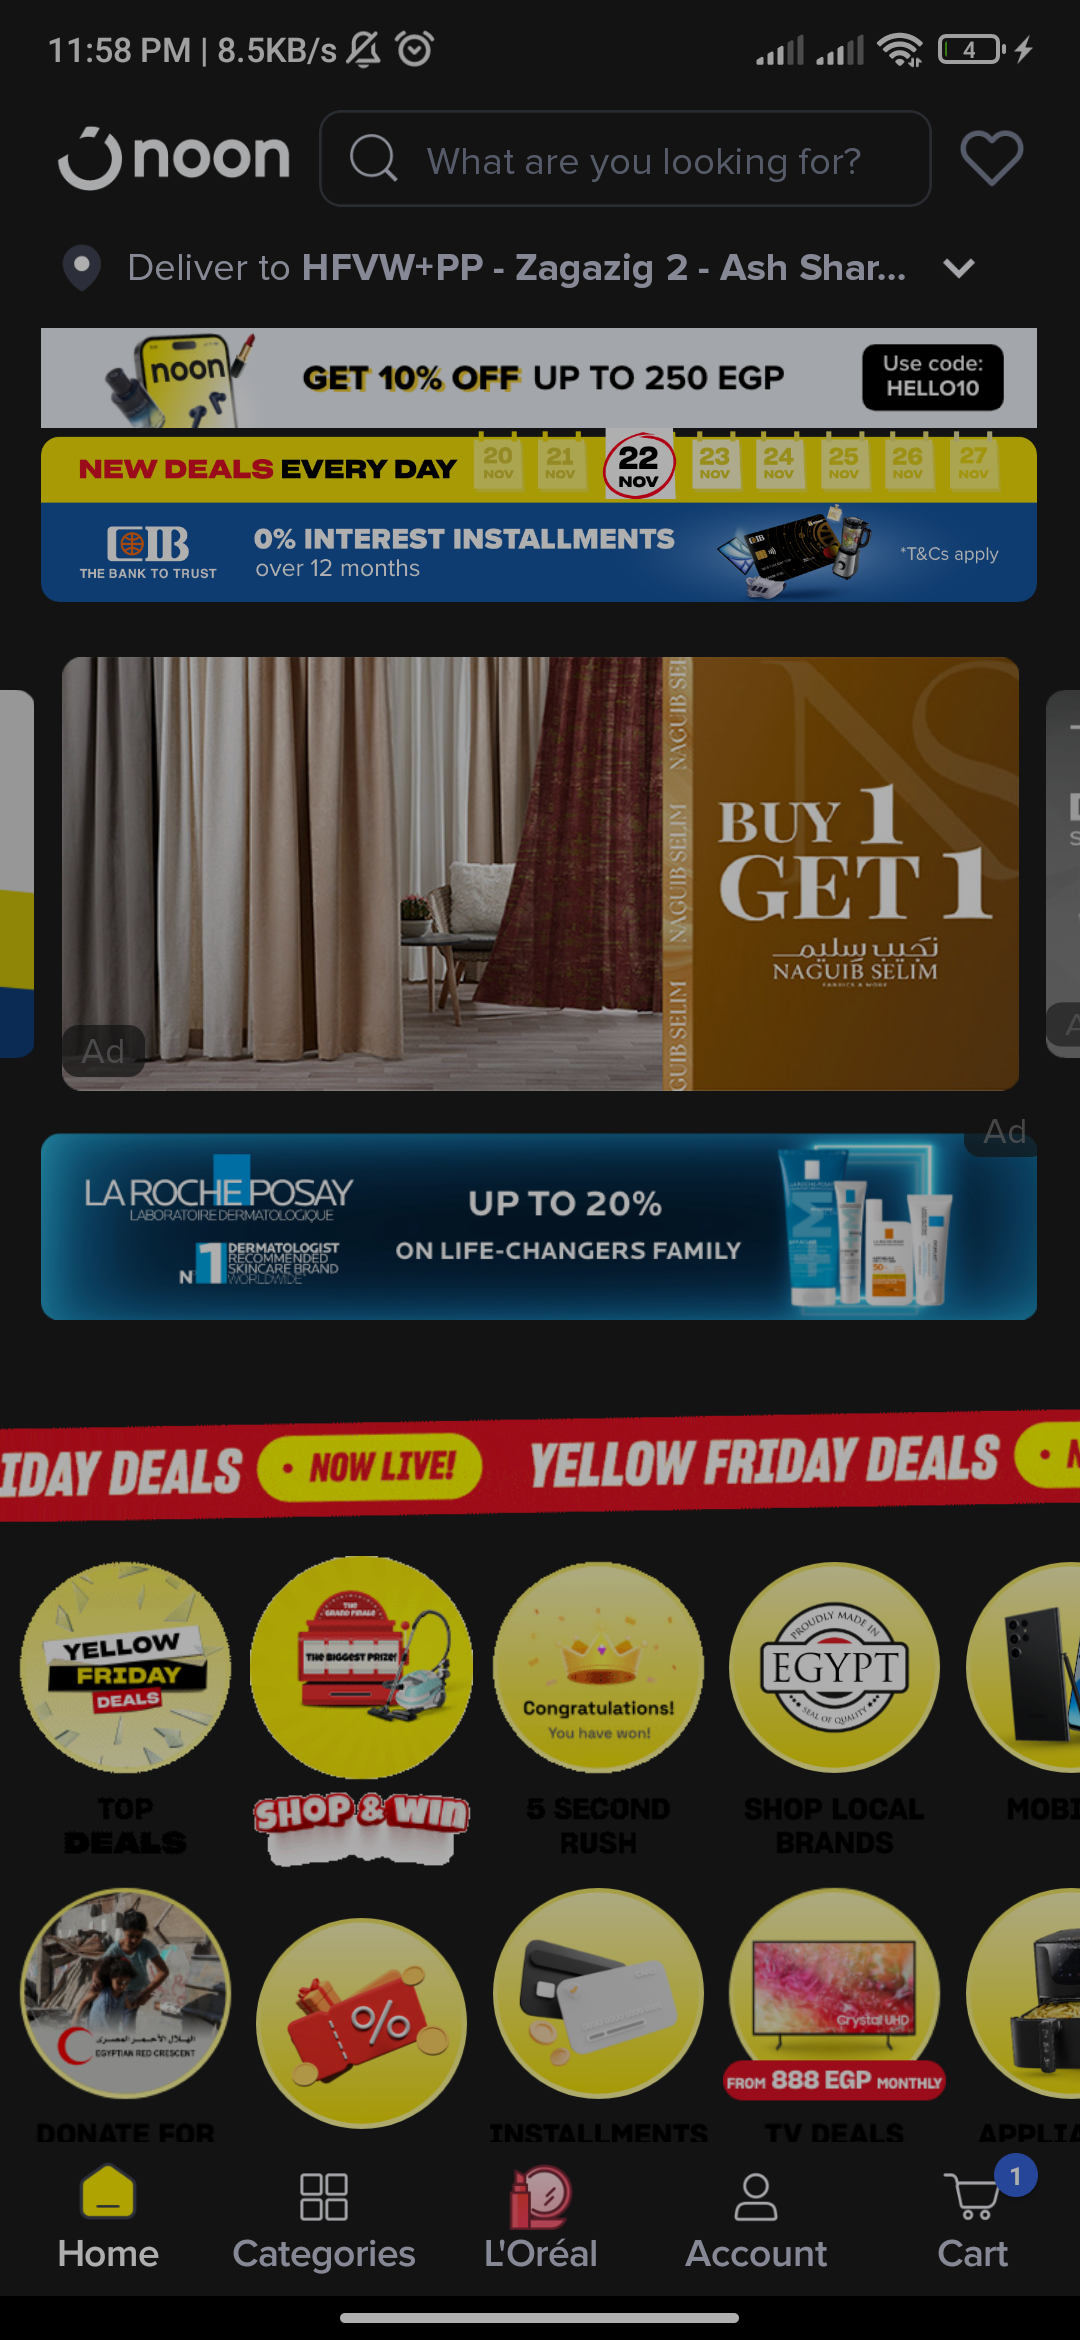 11:58 PM | 8.5KB/s
4
noon
What are you looking for?
Deliver to HFVW+PP - Zagazig 2 - Ash Shar...
noon
GET 10% OFF UP TO 250 EGP
Use code:
HELLO10
NEW DEALS EVERY DAY
20 NOV
21 NOV
22 NOV
23 NOV
24 NOV
25 NOV
26 NOV
27 NOV
CIB
THE BANK TO TRUST
0% INTEREST INSTALLMENTS
over 12 months
CIB
*T&Cs apply
NAGUIB SELIM
NS
BUY 1
GET 1
نجيب سليم
NAGUIB SELIM
FABRICS & MORE
Ad
Ad
LA ROCHE POSAY
LABORATOIRE DERMATOLOGIQUE
N°1 DERMATOLOGIST
RECOMMENDED
SKINCARE BRAND
WORLDWIDE
UP TO 20%
ON LIFE-CHANGERS FAMILY
IDAY DEALS • NOW LIVE! YELLOW FRIDAY DEALS • N
YELLOW
FRIDAY
DEALS
TOP
DEALS
THE
GRAND FINALE
THE BIGGEST PRIZE!
SHOP & WIN
Congratulations!
You have won!
5 SECOND
RUSH
PROUDLY MADE IN
EGYPT
SEAL OF QUALITY
SHOP LOCAL
BRANDS
MOBI
الهلال الأحمر المصرى
EGYPTIAN RED CRESCENT
DONATE FOR
%
INSTALLMENTS
Crystal UHD
FROM 888 EGP MONTHLY
TV DEALS
APPLIA
Home
Categories
L'Oréal
Account
1
Cart